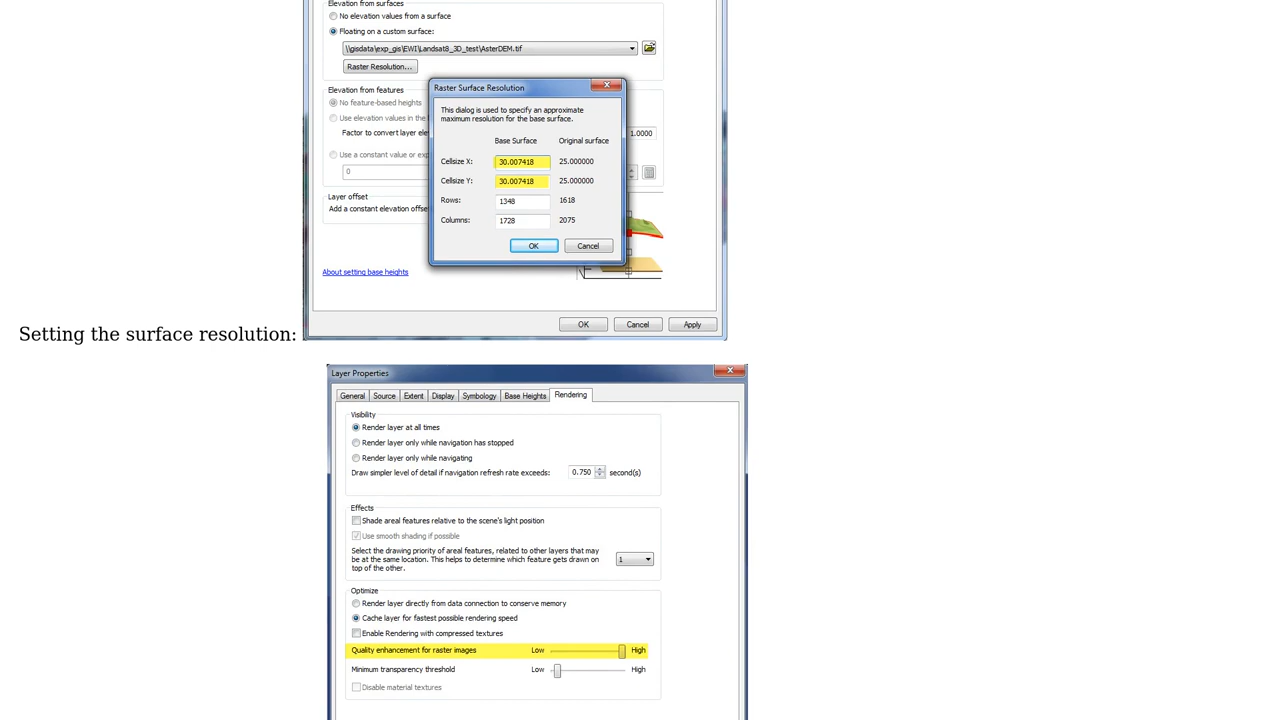 Elevation from surfaces
No elevation values from a surface
Floating on a custom surface:
\\gisdata\exp_gis\EWI\Landsat8_3D_test\AsterDEM.tif
Raster Resolution...
Elevation from features
No feature-based heights
Use elevation values in the
Factor to convert layer 1.0000
Use a constant value or
0
Layer offset
Add a constant elevation
About setting base heights
Raster Surface Resolution
This dialog is used to specify an approximate
maximum resolution for the base surface.
Base Surface Original surface
Cellsize X: 30.007418 25.000000
Cellsize Y: 30.007418 25.000000
Rows: 1348 1618
Columns: 1728 2075
OK Cancel
OK Cancel Apply
Setting the surface resolution:
Layer Properties
General Source Extent Display Symbology Base Heights Rendering
Visibility
Render layer at all times
Render layer only while navigation has stopped
Render layer only while navigating
Draw simpler level of detail if navigation refresh rate exceeds: 0.750 second(s)
Effects
Shade areal features relative to the scene's light position
Use smooth shading if possible
Select the drawing priority of areal features, related to other layers that may
be at the same location. This helps to determine which feature gets drawn on
top of the other.
1
Optimize
Render layer directly from data connection to conserve memory
Cache layer for fastest possible rendering speed
Enable Rendering with compressed textures
Quality enhancement for raster images Low High
Minimum transparency threshold Low High
Disable material textures